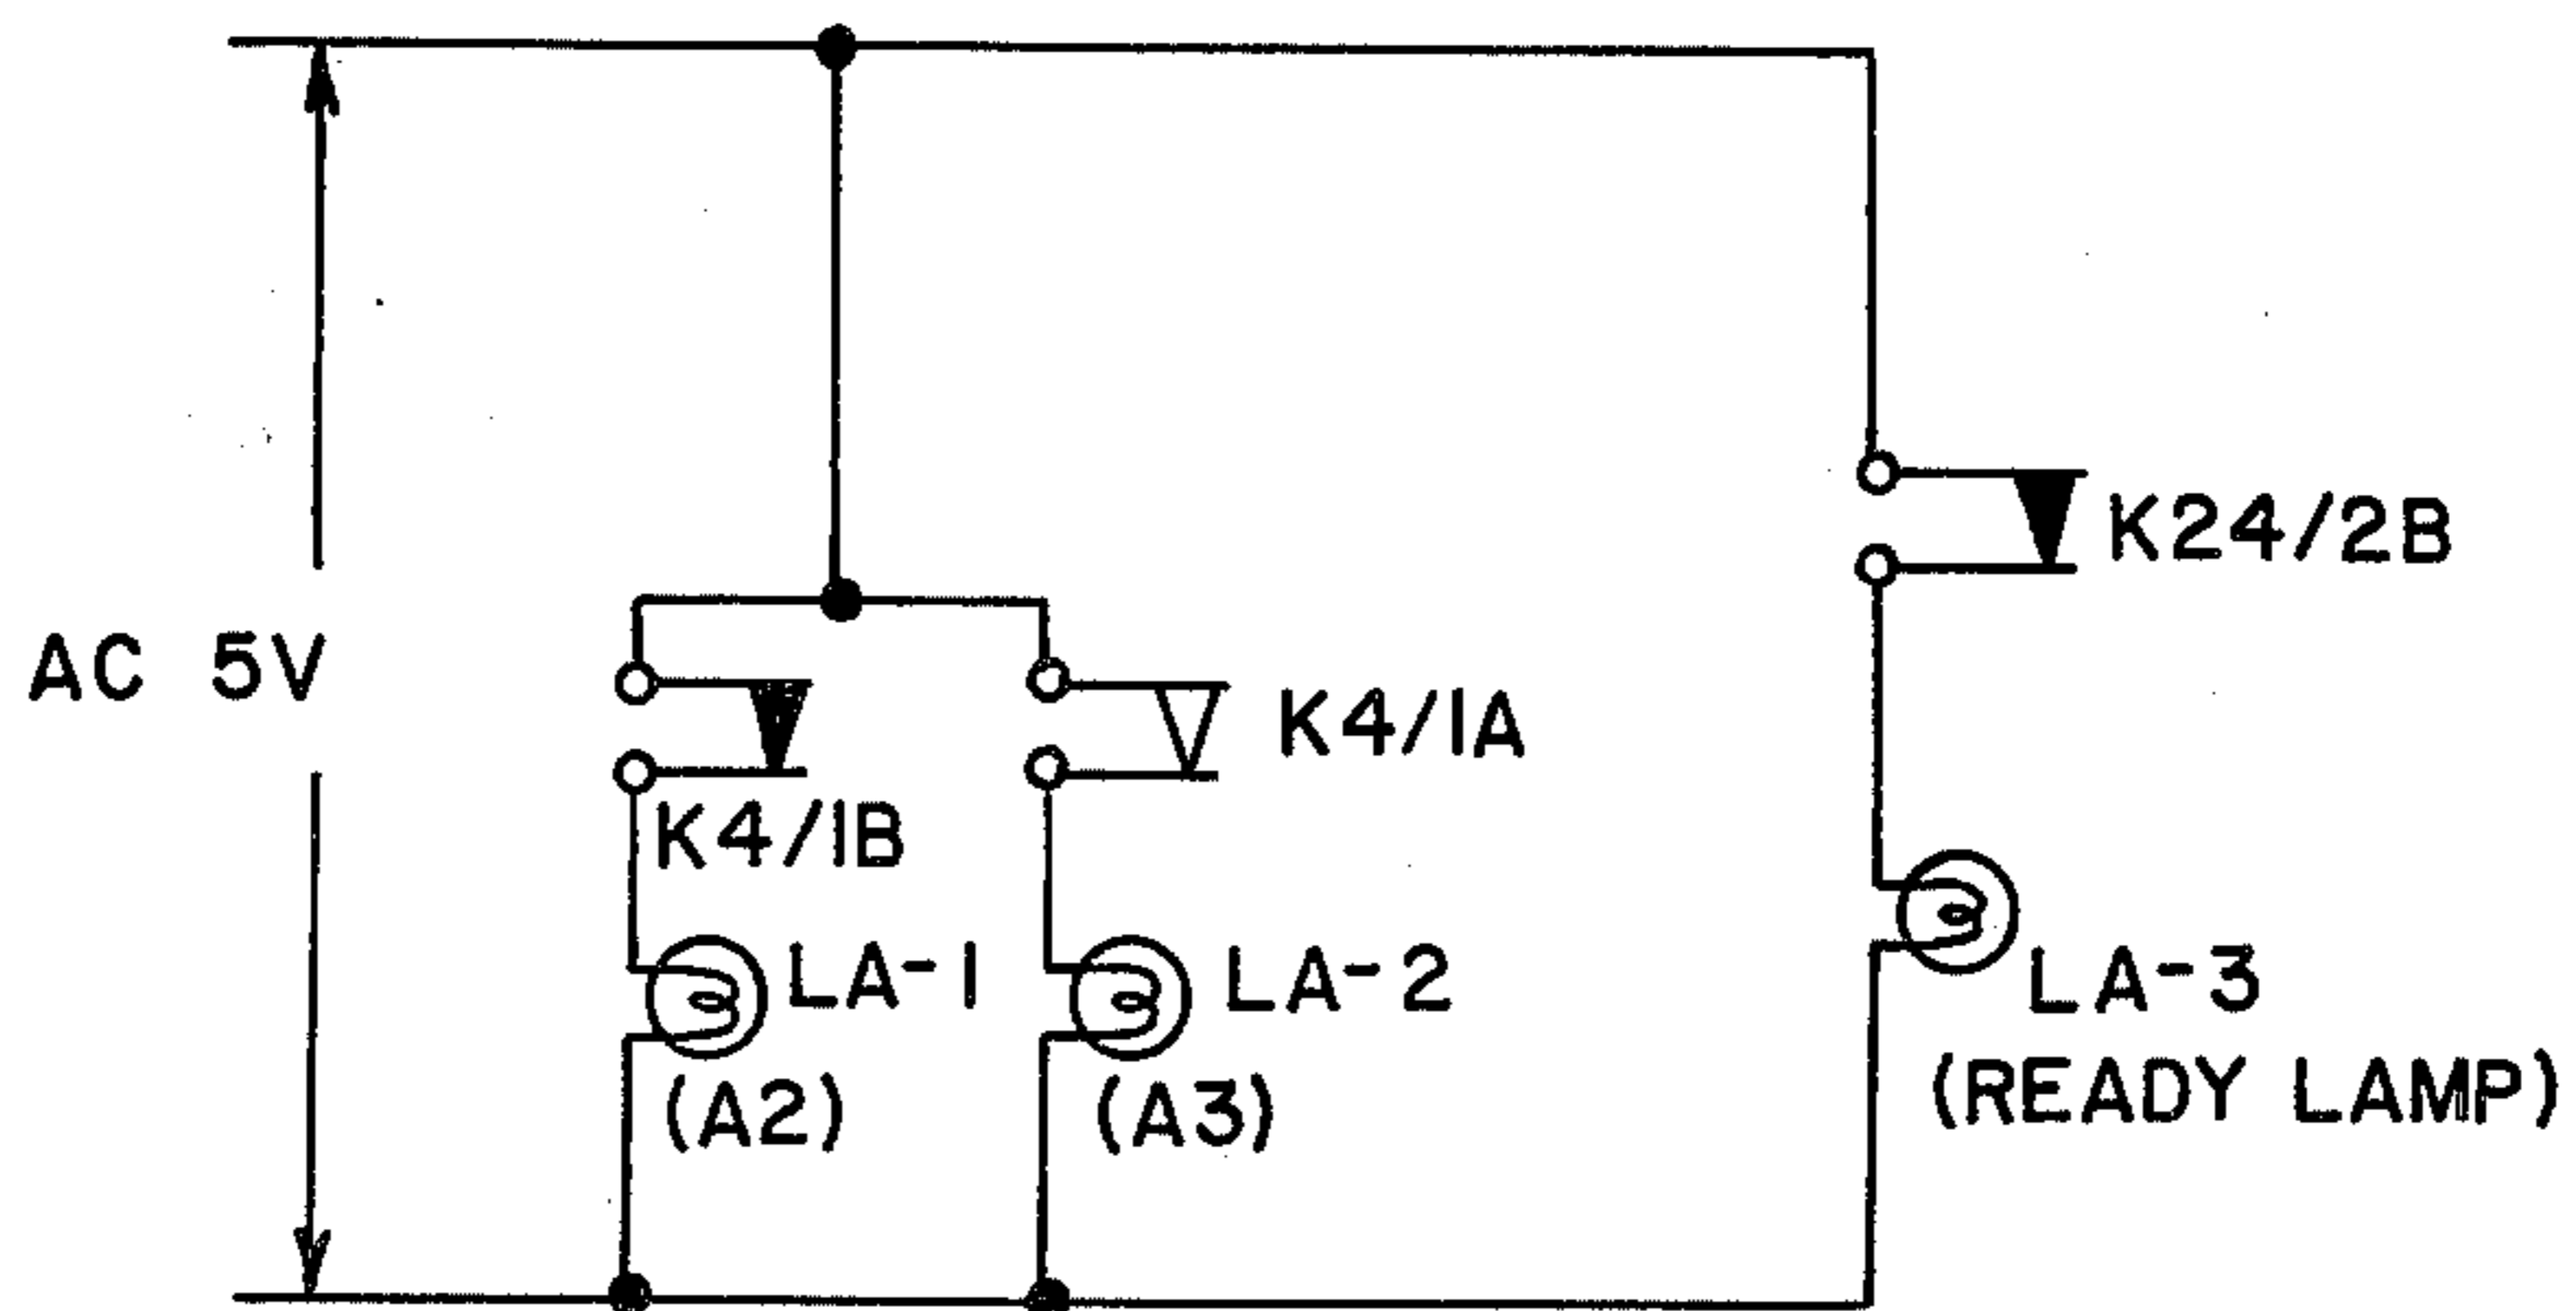 AC 5V
K24/2B
K4/1A
K4/1B
LA-1
(A2)
LA-2
(A3)
LA-3
(READY LAMP)